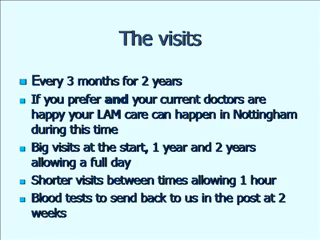 The visits
Every 3 months for 2 years
If you prefer and your current doctors are
happy your LAM care can happen in Nottingham
during this time
Big visits at the start, 1 year and 2 years
allowing a full day
Shorter visits between times allowing 1 hour
Blood tests to send back to us in the post at 2
weeks